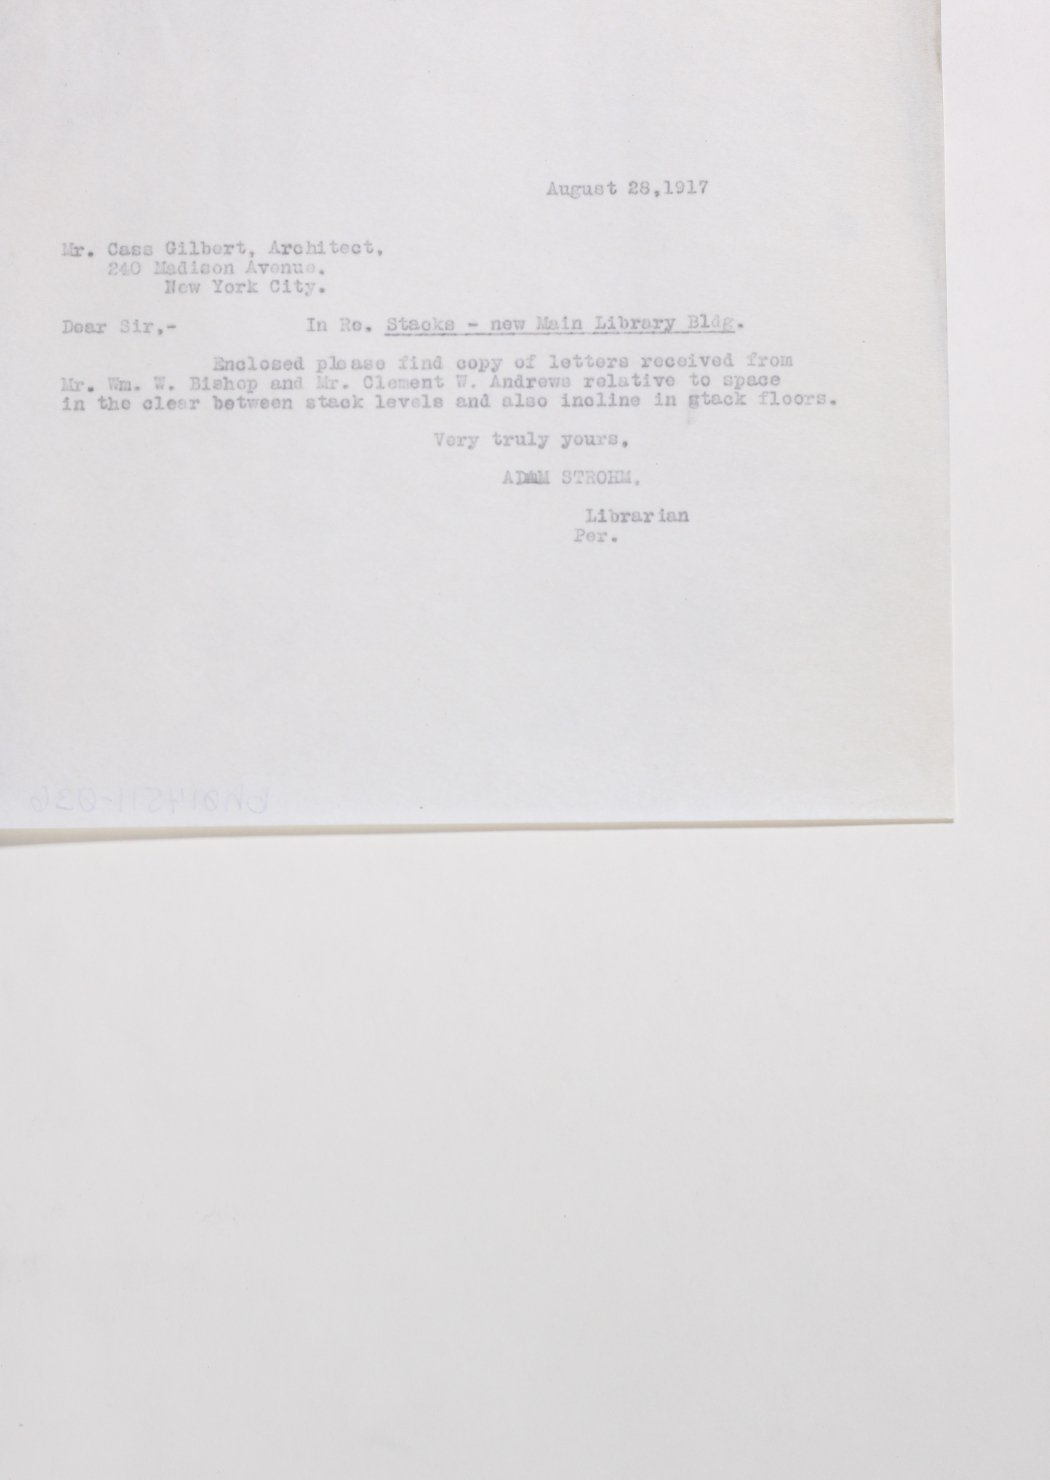 August 28,1917
Mr. Cass Gilbert, Architect,
240 Madison Avenue.
New York City.
Dear Sir,- In Re. Stacks - new Main Library Bldg.
Enclosed please find copy of letters received from
Mr. Wm. W. Bishop and Mr. Clement W. Andrews relative to space
in the clear between stack levels and also incline in stack floors.
Very truly yours,
ADAM STROHM,
Librarian
Per.